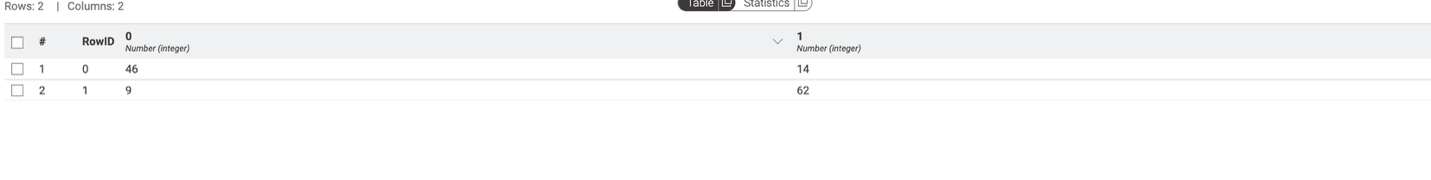 Rows: 2 | Columns: 2
Table Statistics
# RowID 0 1
Number (integer) Number (integer)
1 0 46 14
2 1 9 62